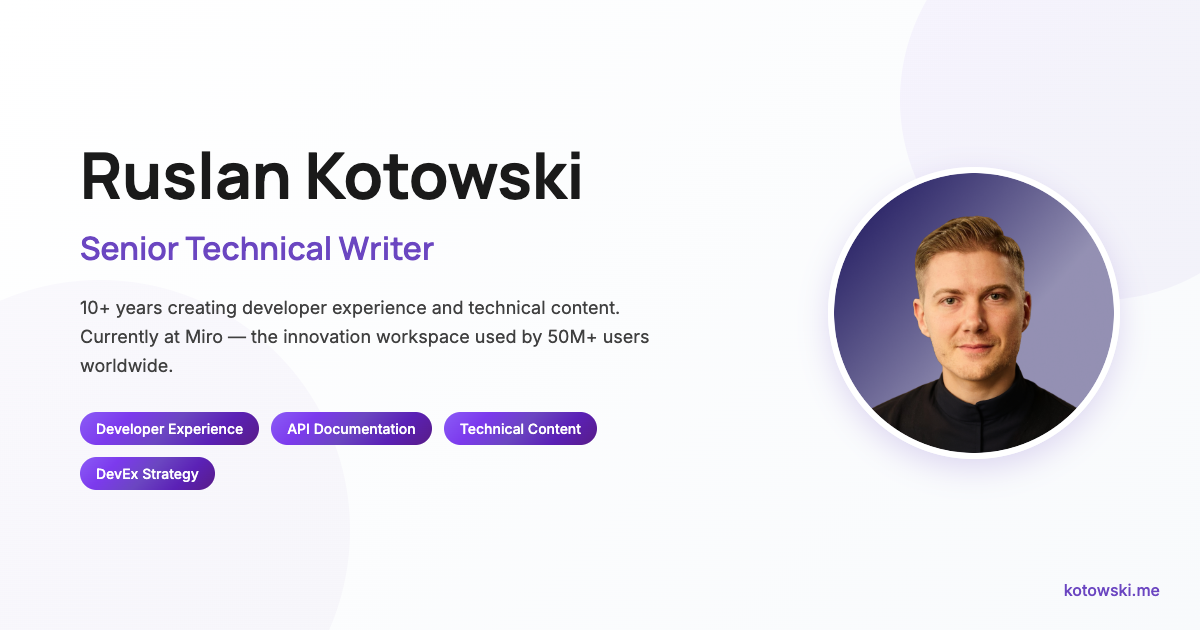 Ruslan Kotowski
Senior Technical Writer
10+ years creating developer experience and technical content.
Currently at Miro — the innovation workspace used by 50M+ users
worldwide.
Developer Experience API Documentation Technical Content
DevEx Strategy
kotowski.me